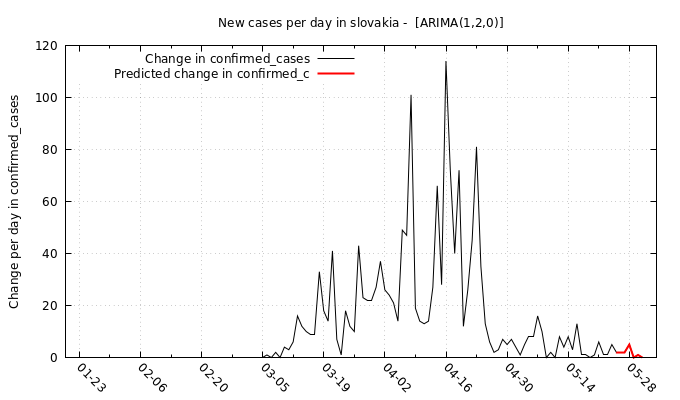 New cases per day in slovakia -  [ARIMA(1,2,0)]
Change in confirmed_cases
Predicted change in confirmed_c
Change per day in confirmed_cases
120
100
80
60
40
20
0
01-23 02-06 02-20 03-05 03-19 04-02 04-16 04-30 05-14 05-28